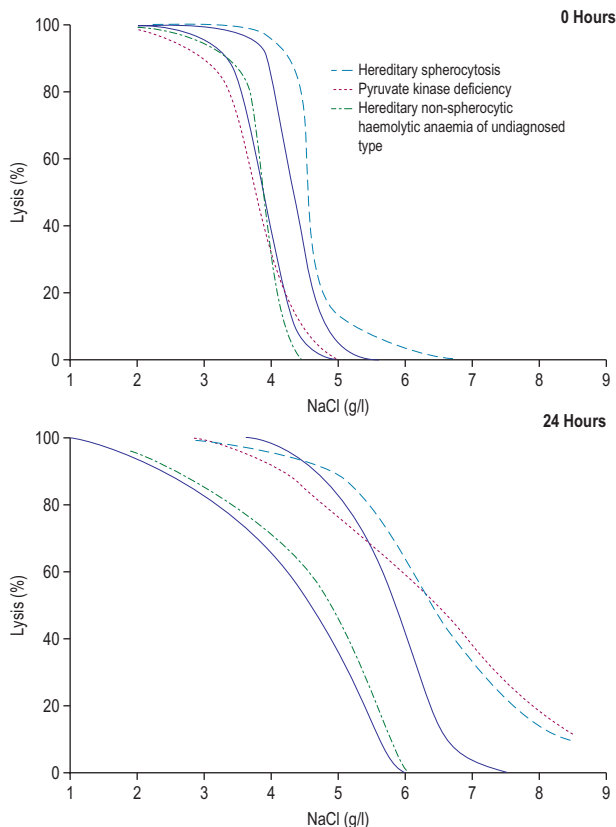 0 Hours
100
80
60
40
20
0
Lysis (%)
Hereditary spherocytosis
Pyruvate kinase deficiency
Hereditary non-spherocytic
haemolytic anaemia of undiagnosed
type
1 2 3 4 5 6 7 8 9
NaCl (g/l)
24 Hours
100
80
60
40
20
0
Lysis (%)
1 2 3 4 5 6 7 8 9
NaCl (g/l)